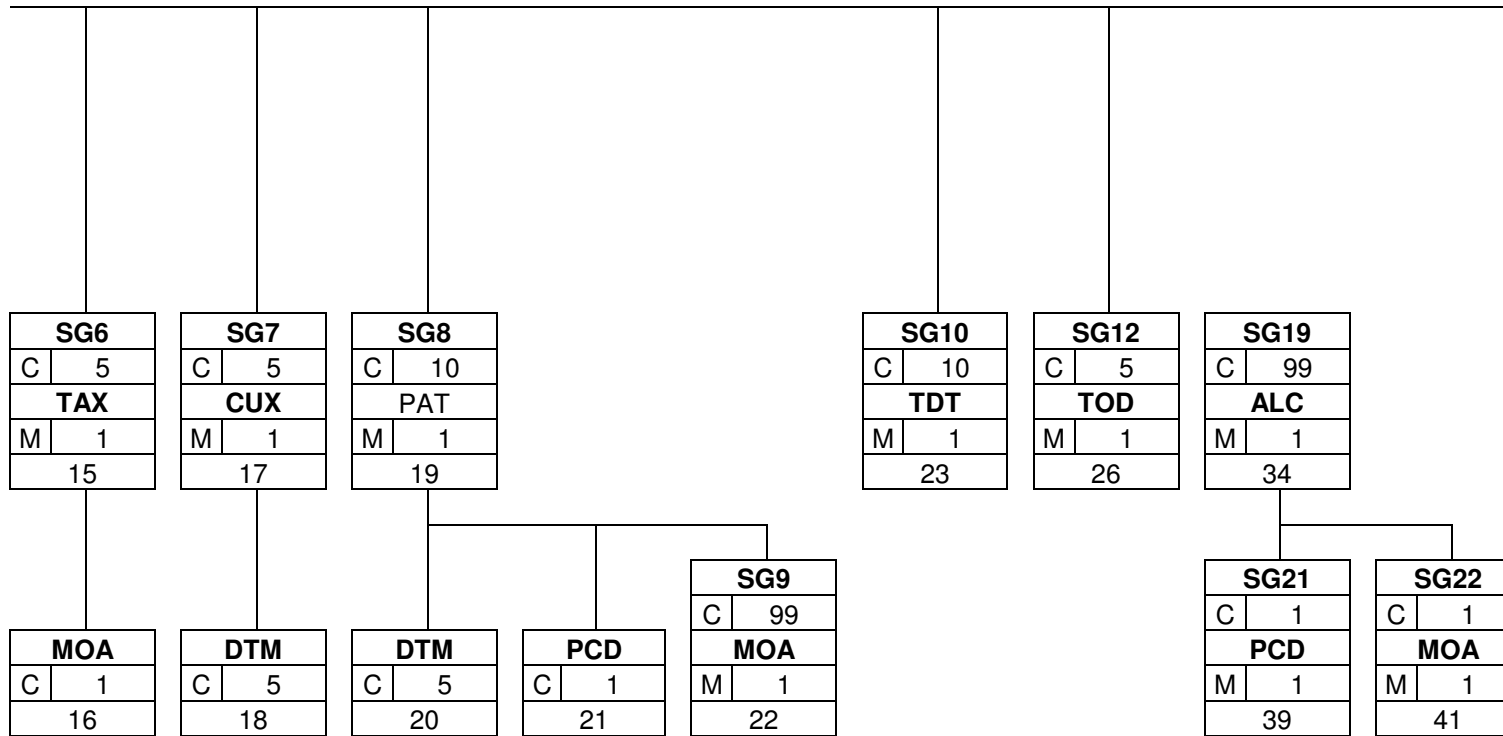 SG6 SG7 SG8 SG10 SG12 SG19
C 5 C 5 C 10 C 10 C 5 C 99
TAX CUX PAT TDT TOD ALC
M 1 M 1 M 1 M 1 M 1 M 1
15 17 19 23 26 34
SG9 SG21 SG22
C 99 C 1 C 1
MOA DTM DTM PCD MOA PCD MOA
C 1 C 5 C 5 C 1 M 1 M 1 M 1
16 18 20 21 22 39 41